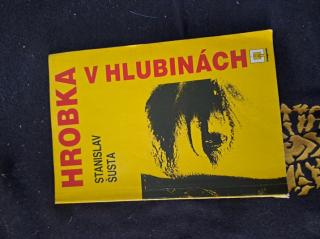 HROBKA
V HLUBINÁCH
STANISLAV
ŠUSTA